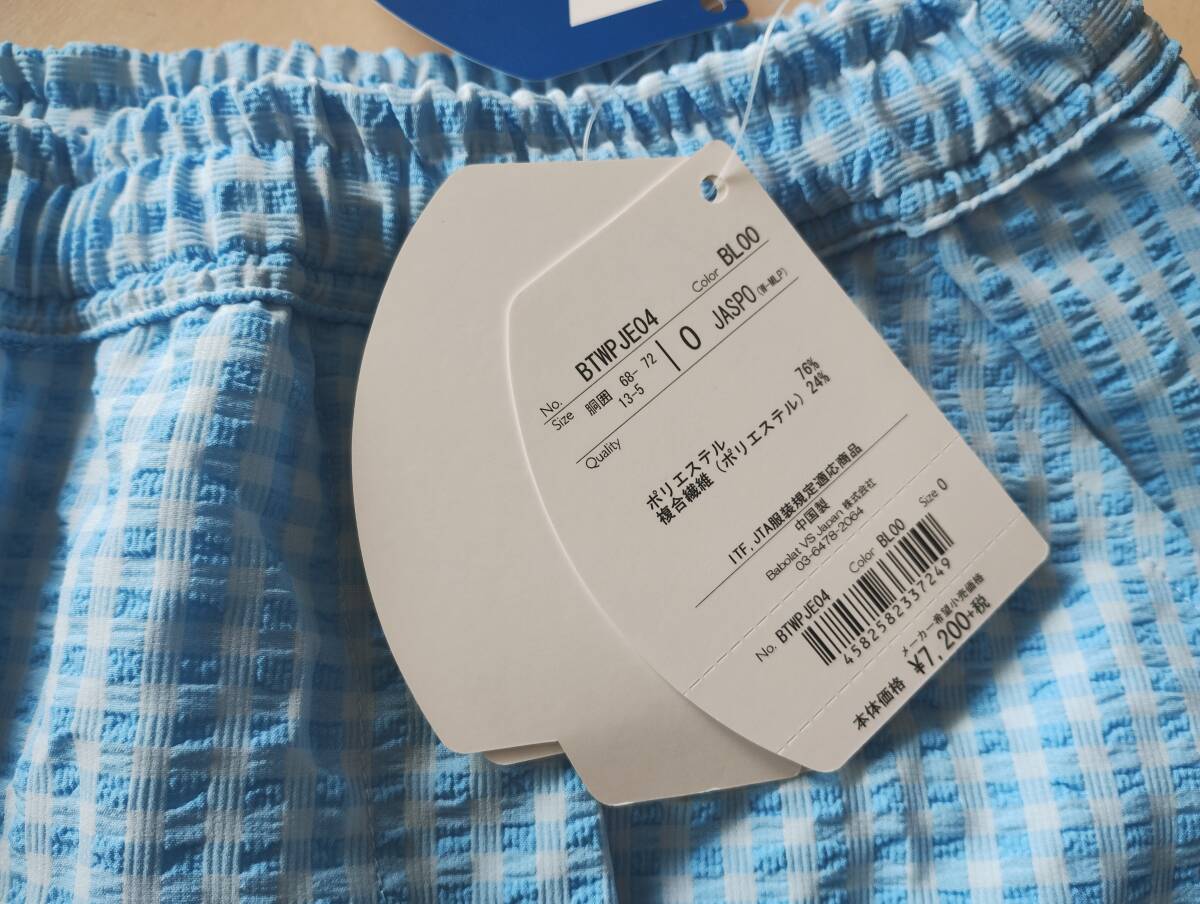 No. BTWPJE04 Color BL00
Size 胴囲 68- 72 | 0 JASPO (W-MLP)
13-5
Quality
ポリエステル 76%
複合繊維(ポリエステル) 24%
ITF, JTA服装規定適応商品
中国製
Babolat VS Japan 株式会社
03-6478-2064
No. BTWPJE04 Color BL00 Size 0
4582582337249
メーカー希望小売価格
本体価格 ¥7,200+税